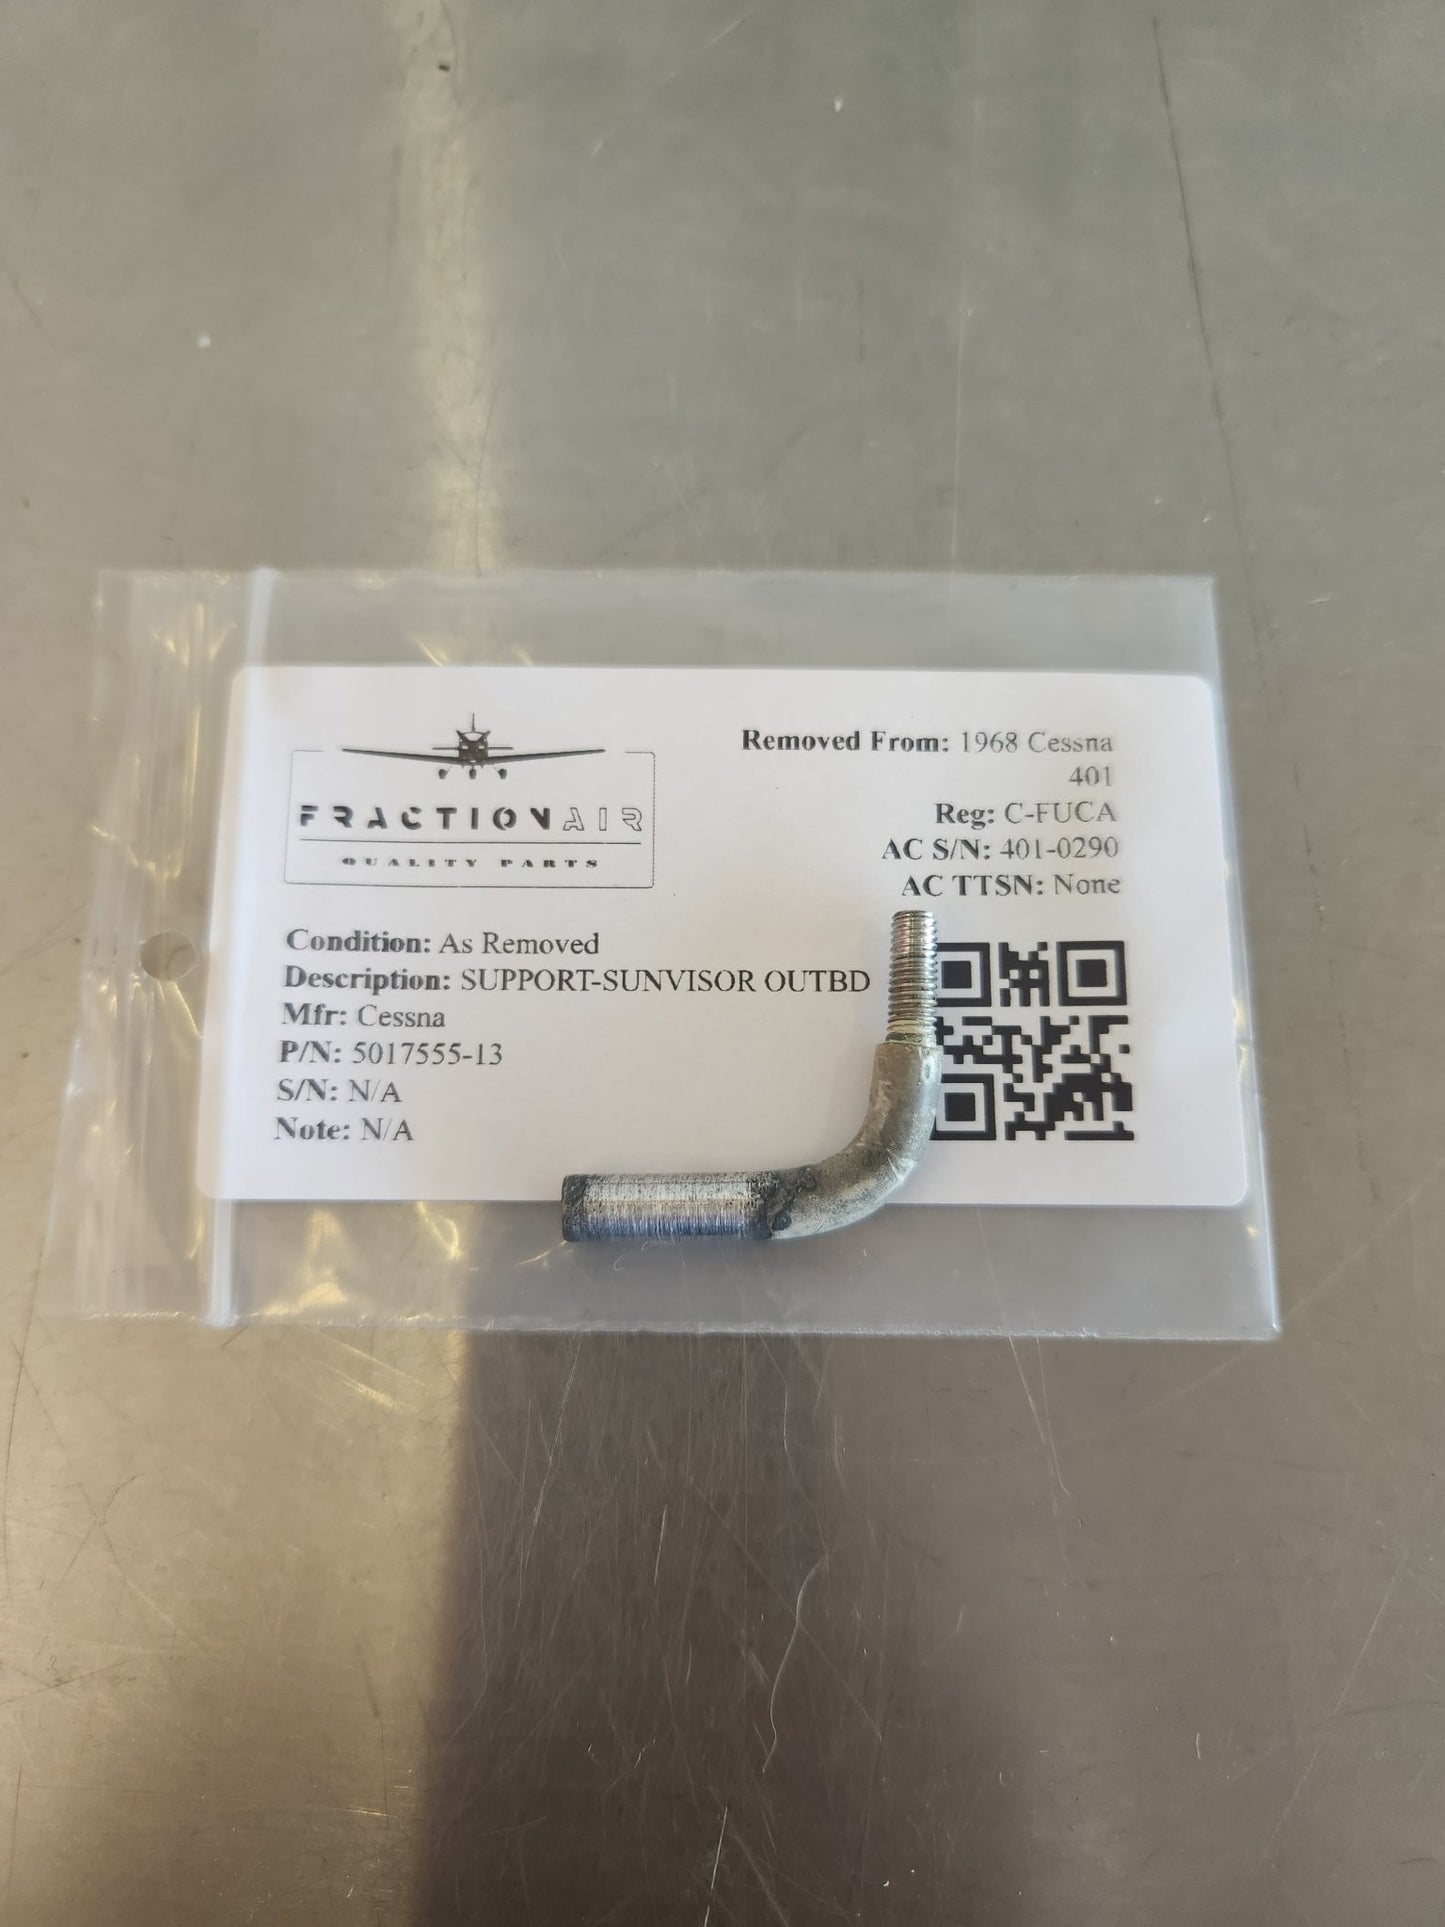 FRACTIONAIR
QUALITY PARTS
Removed From: 1968 Cessna
401
Reg: C-FUCA
AC S/N: 401-0290
AC TTSN: None
Condition: As Removed
Description: SUPPORT-SUNVISOR OUTBD
Mfr: Cessna
P/N: 5017555-13
S/N: N/A
Note: N/A